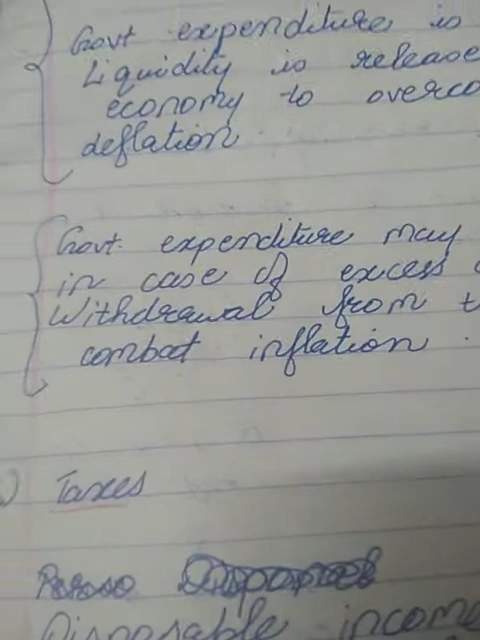 Govt expenditure is
Liquidity is release
economy to overco
deflation
Govt. expenditure may
in case of excess
Withdrawal from t
combat inflation.
) Taxes
Disposable income